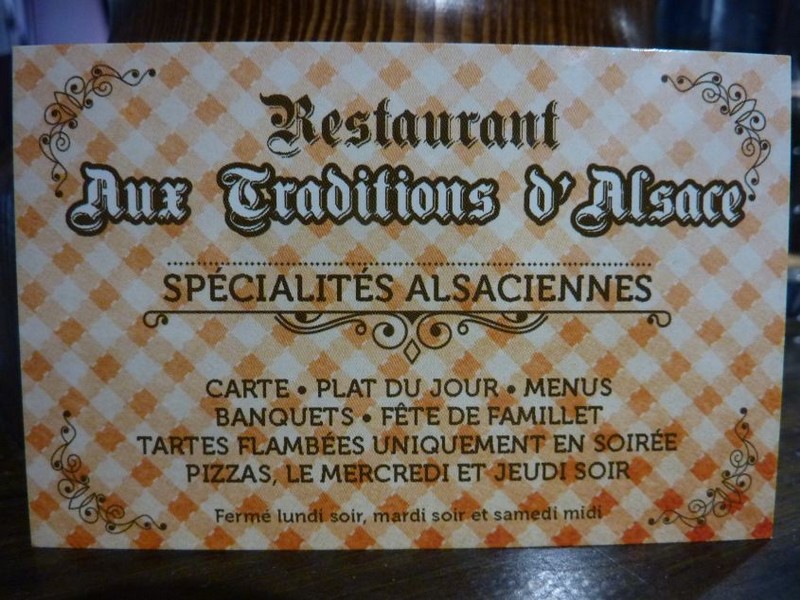 Restaurant
Aux Traditions d'Alsace
SPÉCIALITÉS ALSACIENNES
CARTE • PLAT DU JOUR • MENUS
BANQUETS • FÊTE DE FAMILLET
TARTES FLAMBÉES UNIQUEMENT EN SOIRÉE
PIZZAS, LE MERCREDI ET JEUDI SOIR
Fermé lundi soir, mardi soir et samedi midi